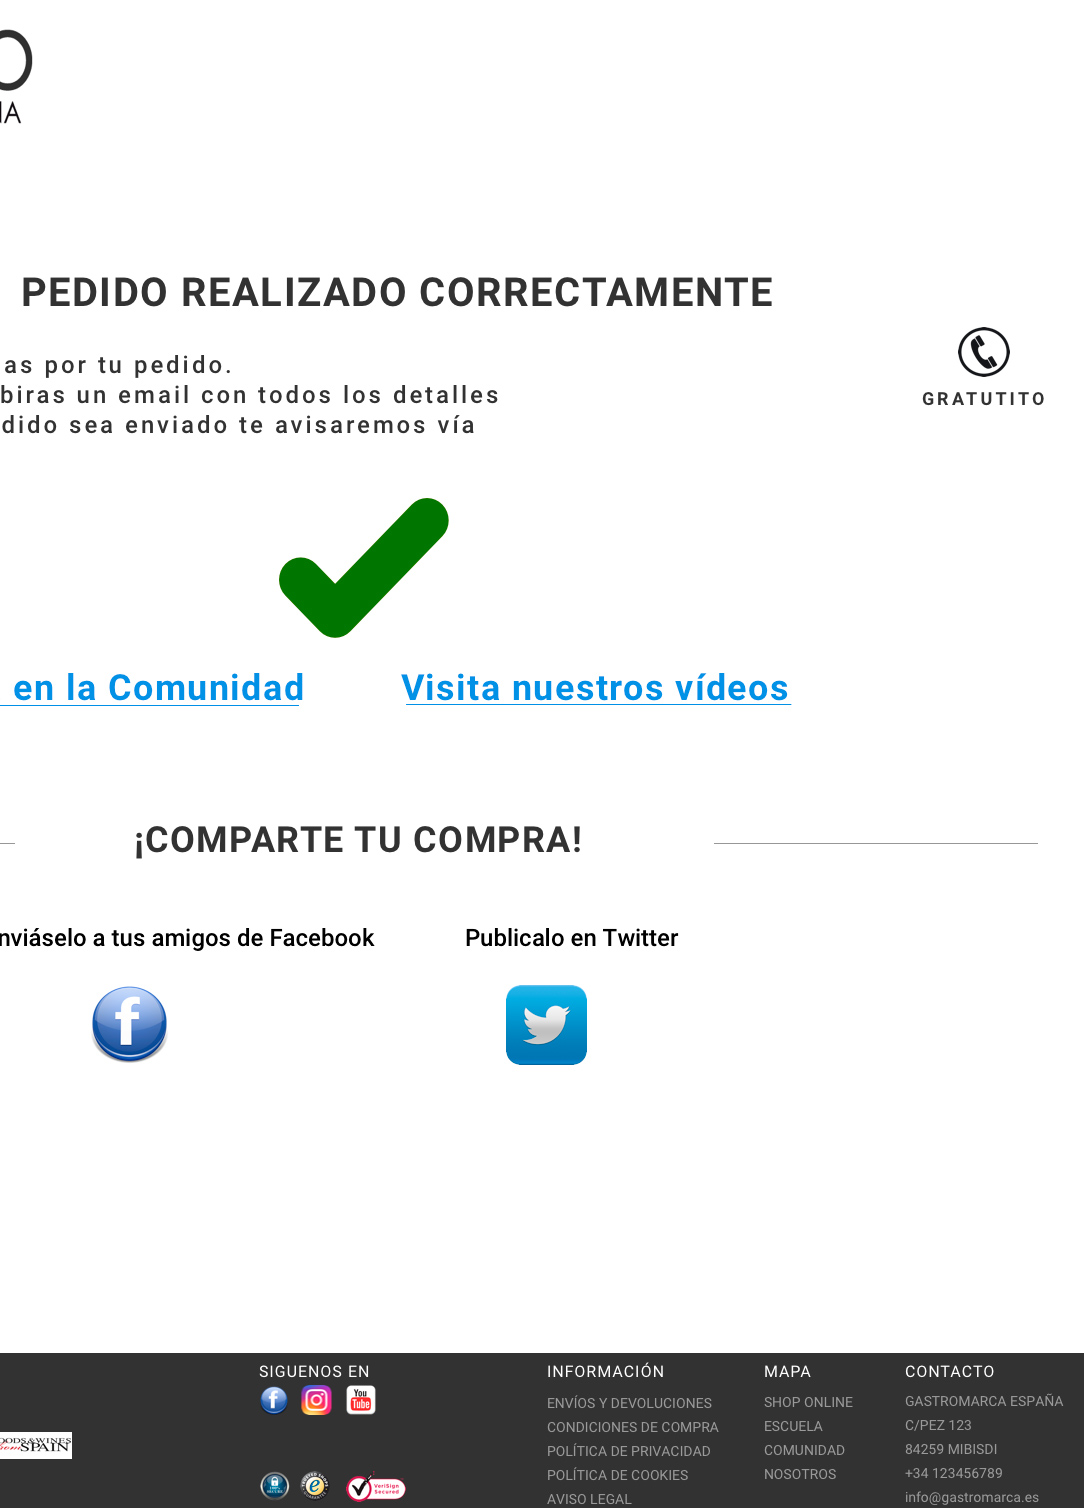 O
IA
PEDIDO REALIZADO CORRECTAMENTE
as por tu pedido.
biras un email con todos los detalles
dido sea enviado te avisaremos vía
GRATUTITO
en la Comunidad
Visita nuestros vídeos
¡COMPARTE TU COMPRA!
nviáselo a tus amigos de Facebook
Publicalo en Twitter
SIGUENOS EN
You
Tube
OODS&WINES
from SPAIN
VeriSign
Secured
INFORMACIÓN
ENVÍOS Y DEVOLUCIONES
CONDICIONES DE COMPRA
POLÍTICA DE PRIVACIDAD
POLÍTICA DE COOKIES
AVISO LEGAL
MAPA
SHOP ONLINE
ESCUELA
COMUNIDAD
NOSOTROS
CONTACTO
GASTROMARCA ESPAÑA
C/PEZ 123
84259 MIBISDI
+34 123456789
info@gastromarca.es